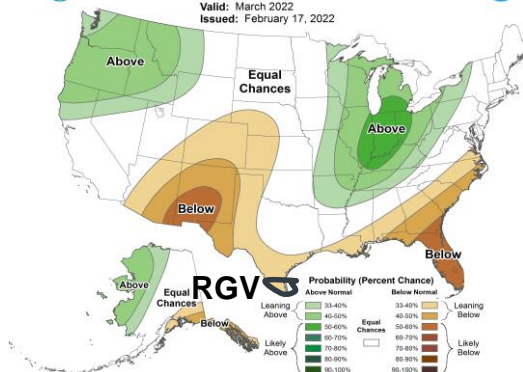 Valid: March 2022
Issued: February 17, 2022
Above
Equal
Chances
Above
Below
Below
Above
Equal
Chances
Below
RGV
Probability (Percent Chance)
Above Normal
Below Normal
Leaning
Above
33-40%
40-50%
50-60%
60-70%
70-80%
80-90%
90-100%
Likely
Above
Equal
Chances
33-40%
40-50%
50-60%
60-70%
70-80%
80-90%
90-100%
Leaning
Below
Likely
Below